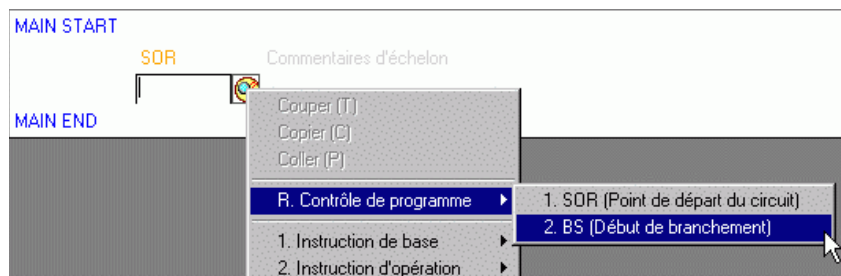 MAIN START
SOR Commentaires d'échelon
MAIN END
Couper (T)
Copier (C)
Coller (P)
R. Contrôle de programme
1. SOR (Point de départ du circuit)
2. BS (Début de branchement)
1. Instruction de base
2. Instruction d'opération